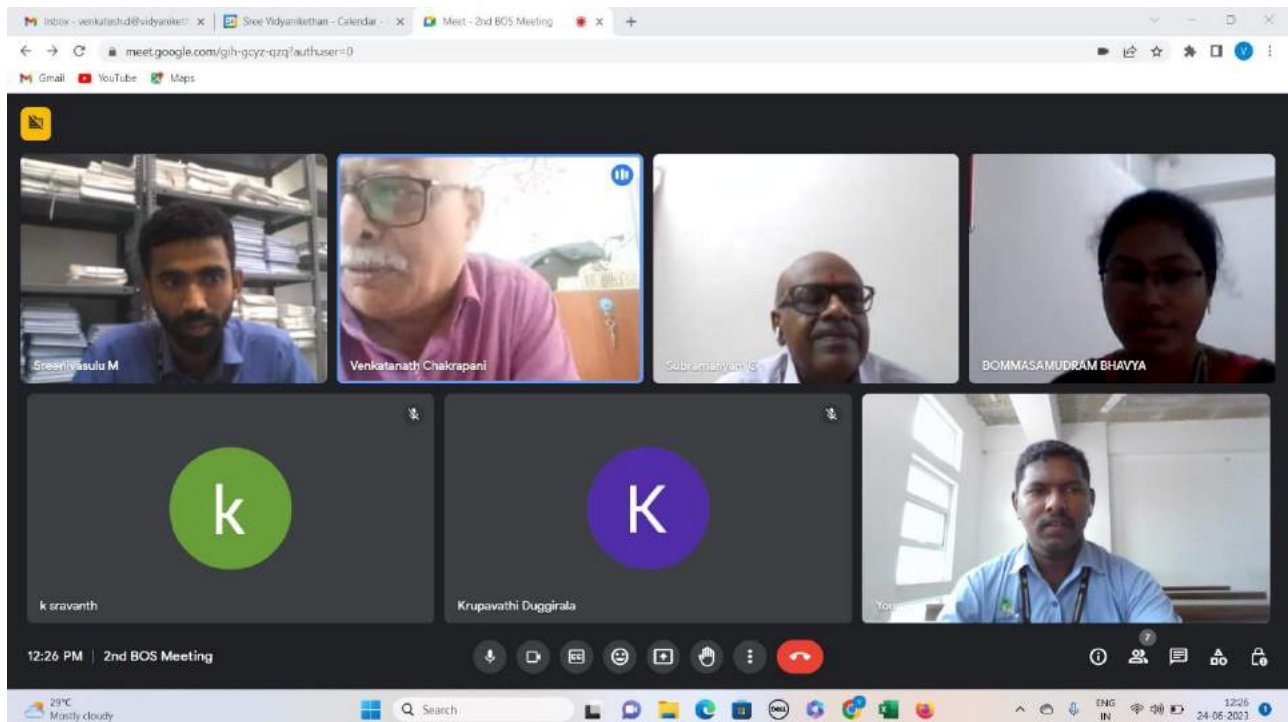 Inbox - venkatesh.d@vidyaniket
Sree Vidyanikethan - Calendar -
Meet - 2nd BOS Meeting
meet.google.com/gih-gcyz-qzq?authuser=0
V
Gmail YouTube Maps
Sreenivasulu M
Venkatanath Chakrapani
Subramanyam G
BOMMASAMUDRAM BHAVYA
k
K
k sravanth
Krupavathi Duggirala
You
12:26 PM | 2nd BOS Meeting
CC
7
29°C
Mostly cloudy
Search
DELL
ENG
IN
12:26
24-06-2023